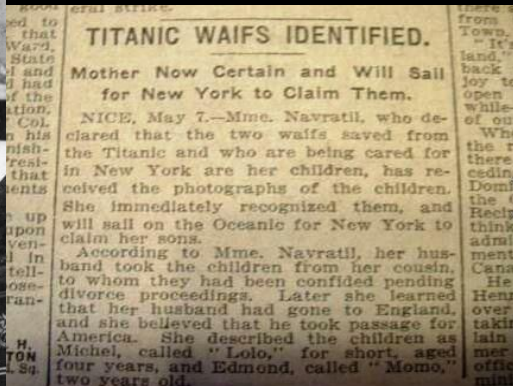 eral strike.
TITANIC WAIFS IDENTIFIED.
Mother Now Certain and Will Sail
for New York to Claim Them.
NICE, May 7.—Mme. Navratil, who de-
clared that the two waifs saved from
the Titanic and who are being cared for
in New York are her children, has re-
ceived the photographs of the children.
She immediately recognized them, and
will sail on the Oceanic for New York to
claim her sons.
According to Mme. Navratil, her hus-
band took the children from her cousin,
to whom they had been confided pending
divorce proceedings. Later she learned
that her husband had gone to England,
and she believed that he took passage for
America. She described the children as
Michel, called "Lolo," for short, aged
four years, and Edmond, called "Momo,"
two years old.